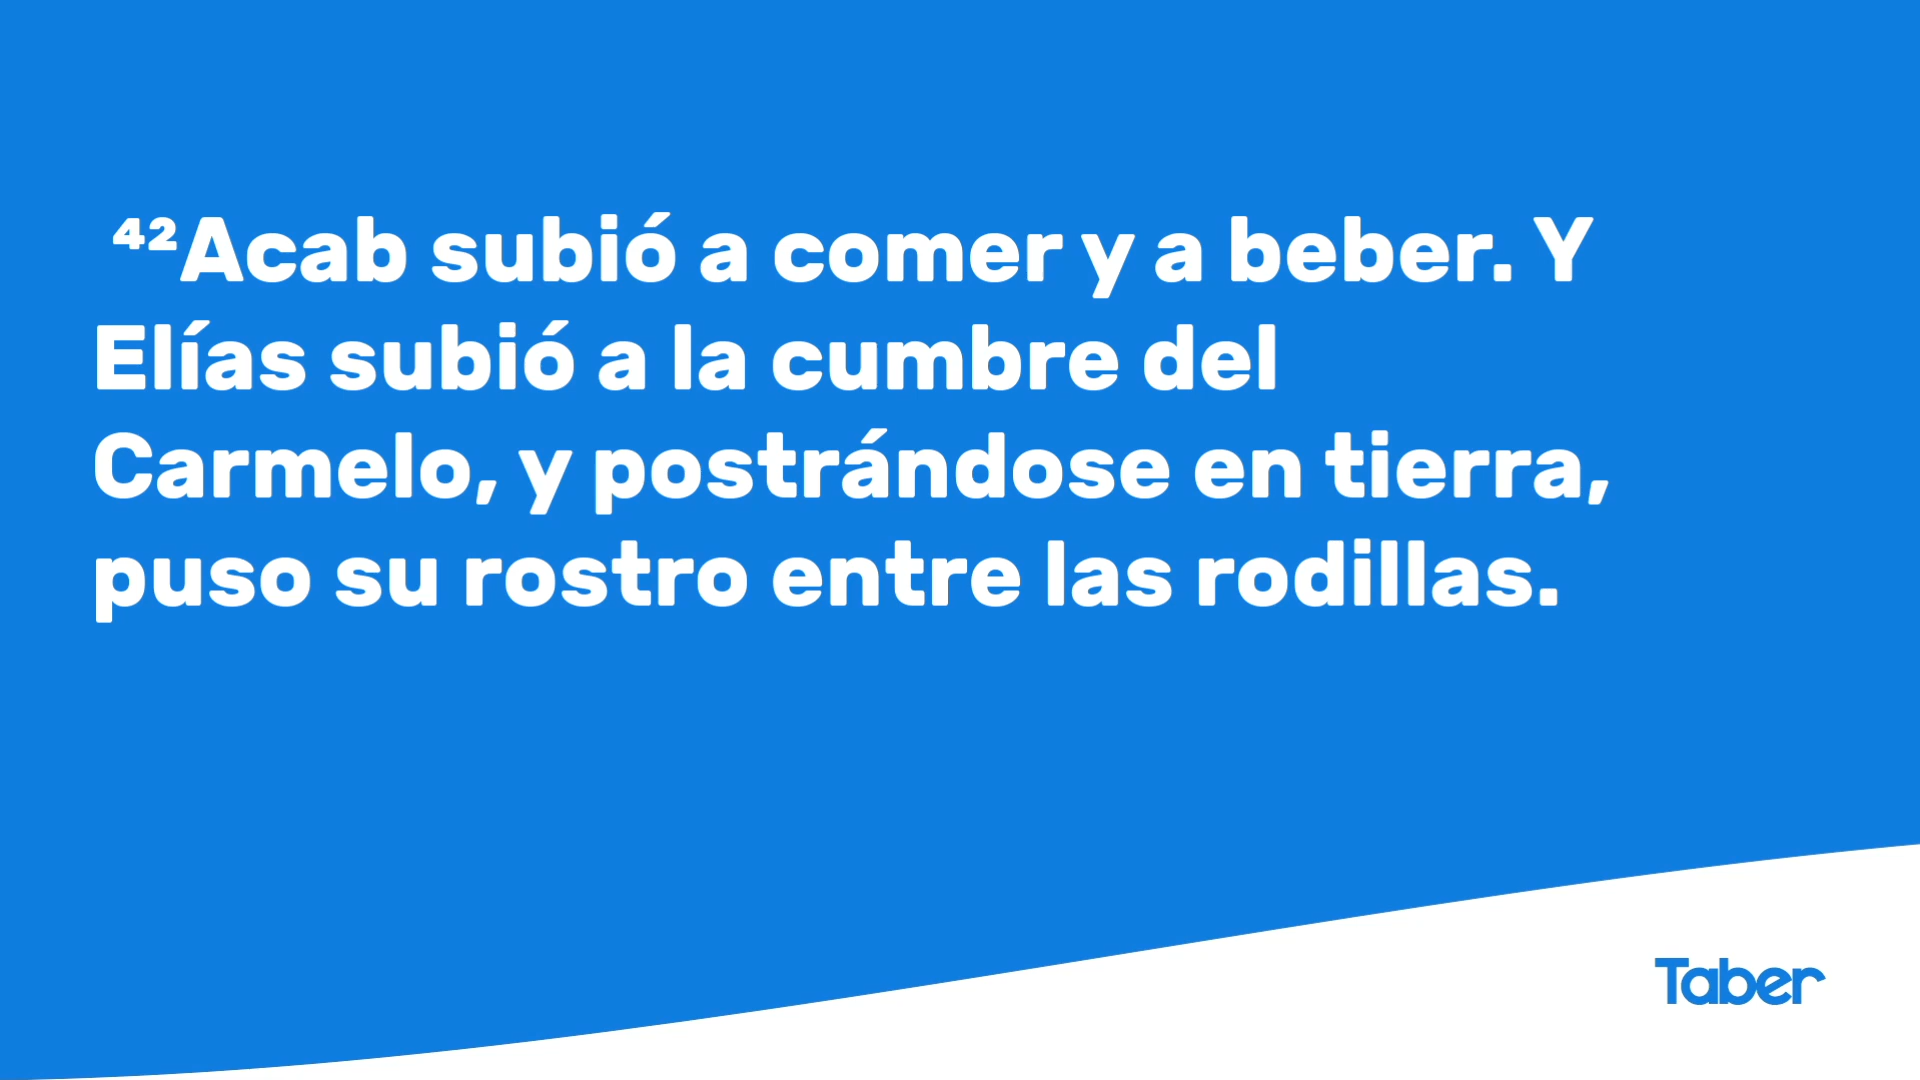 ⁴²Acab subió a comer y a beber. Y
Elías subió a la cumbre del
Carmelo, y postrándose en tierra,
puso su rostro entre las rodillas.
Taber